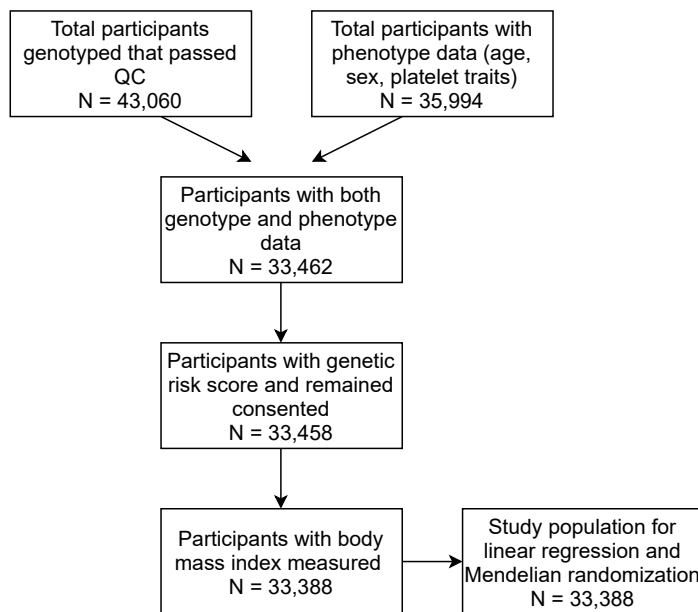 Total participants
genotyped that passed
QC
N = 43,060
Total participants with
phenotype data (age,
sex, platelet traits)
N = 35,994
Participants with both
genotype and phenotype
data
N = 33,462
Participants with genetic
risk score and remained
consented
N = 33,458
Participants with body
mass index measured
N = 33,388
Study population for
linear regression and
Mendelian randomization
N = 33,388